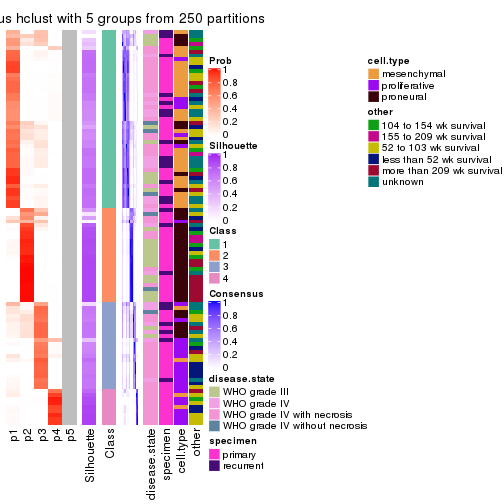 us hclust with 5 groups from 250 partitions
Prob
1
0.8
0.6
0.4
0.2
0
Silhouette
1
0.8
0.6
0.4
0.2
0
Class
1
2
3
4
Consensus
1
0.8
0.6
0.4
0.2
0
disease.state
WHO grade III
WHO grade IV
WHO grade IV with necrosis
WHO grade IV without necrosis
specimen
primary
recurrent
cell.type
mesenchymal
proliferative
proneural
other
104 to 154 wk survival
155 to 209 wk survival
52 to 103 wk survival
less than 52 wk survival
more than 209 wk survival
unknown
p1
p2
p3
p4
p5
Silhouette
Class
disease.state
specimen
cell.type
other